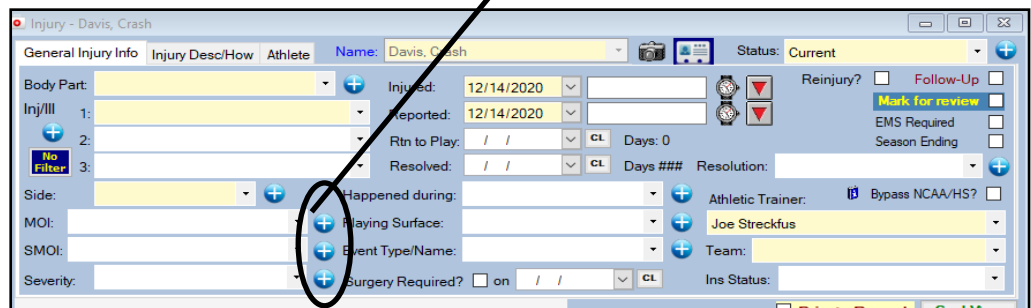 Injury - Davis, Crash
General Injury Info Injury Desc/How Athlete Name: Davis, Crash Status: Current
Body Part: Injured: 12/14/2020 Reinjury? Follow-Up
Mark for review
Inj/Ill 1: Reported: 12/14/2020 EMS Required
2: Rtn to Play: / / CL Days: 0 Season Ending
No Filter 3: Resolved: / / CL Days ### Resolution:
Side: Happened during: Athletic Trainer: Bypass NCAA/HS?
MOI: Playing Surface: Joe Streckfus
SMOI: Event Type/Name: Team:
Severity: Surgery Required? on / / CL Ins Status: